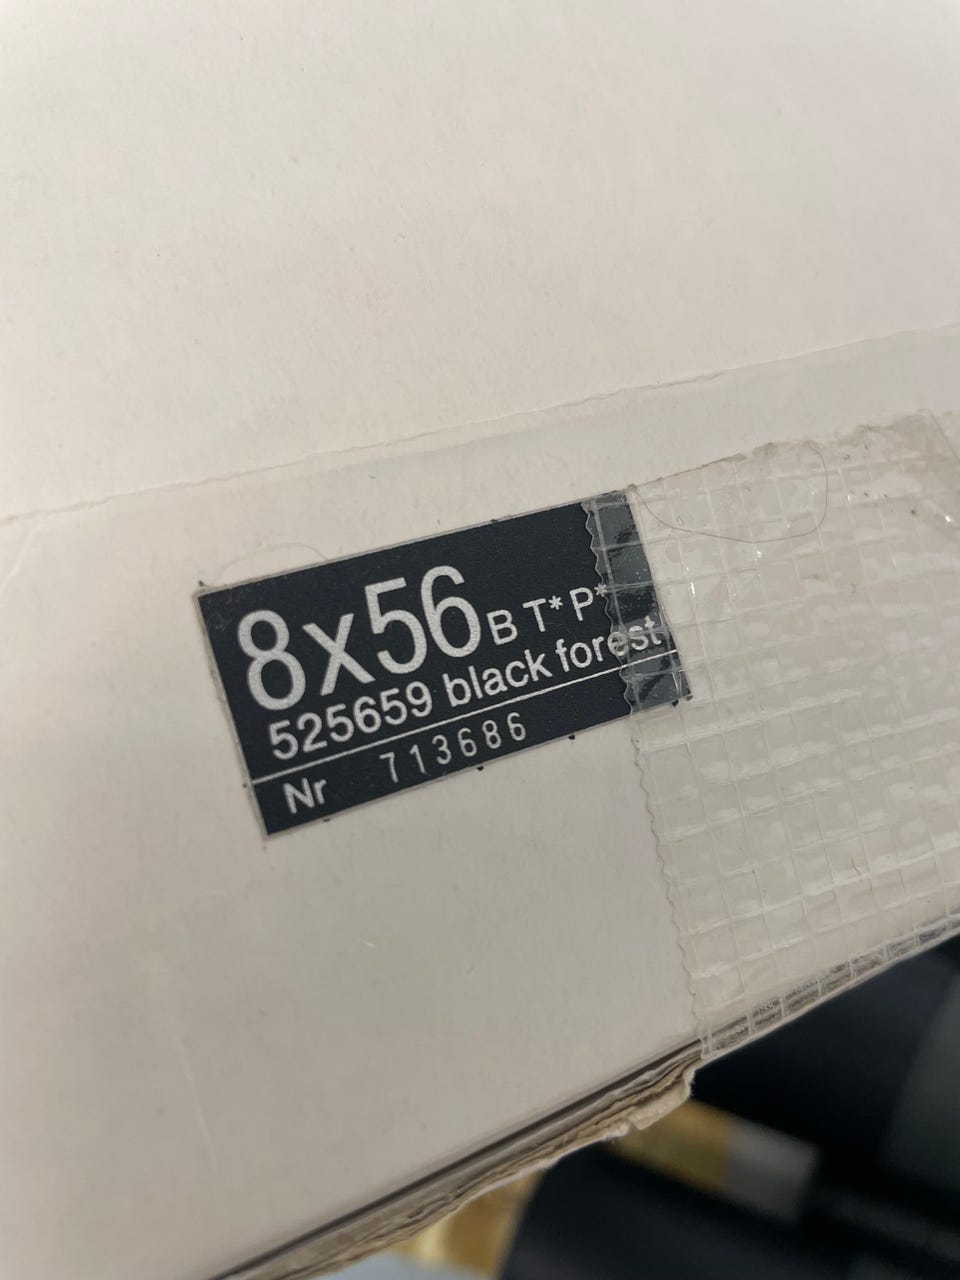 8x56 B T* P*
525659 black forest
Nr 713686